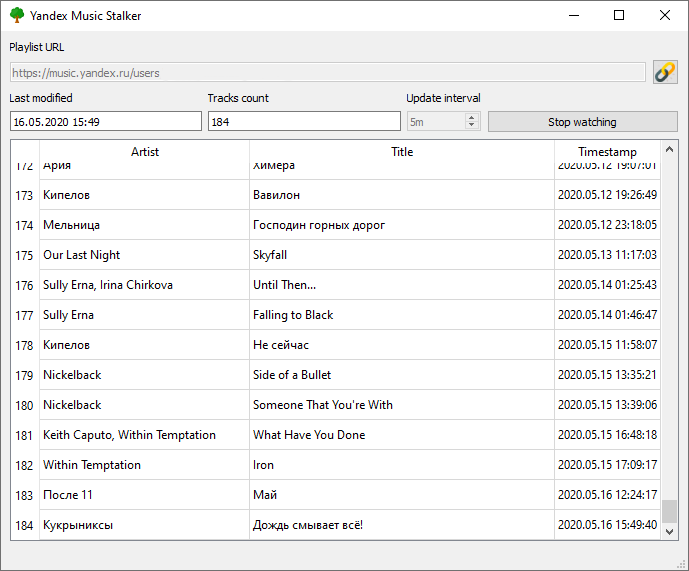 Yandex Music Stalker
Playlist URL
https://music.yandex.ru/users
Last modified Tracks count Update interval
16.05.2020 15:49 184 5m Stop watching
Artist Title Timestamp
172 Ария Химера 2020.05.12 19:07:01
173 Кипелов Вавилон 2020.05.12 19:26:49
174 Мельница Господин горных дорог 2020.05.12 23:18:05
175 Our Last Night Skyfall 2020.05.13 11:17:03
176 Sully Erna, Irina Chirkova Until Then... 2020.05.14 01:25:43
177 Sully Erna Falling to Black 2020.05.14 01:46:47
178 Кипелов Не сейчас 2020.05.15 11:58:07
179 Nickelback Side of a Bullet 2020.05.15 13:35:21
180 Nickelback Someone That You're With 2020.05.15 13:39:06
181 Keith Caputo, Within Temptation What Have You Done 2020.05.15 16:48:18
182 Within Temptation Iron 2020.05.15 17:09:17
183 После 11 Май 2020.05.16 12:24:17
184 Кукрыниксы Дождь смывает всё! 2020.05.16 15:49:40